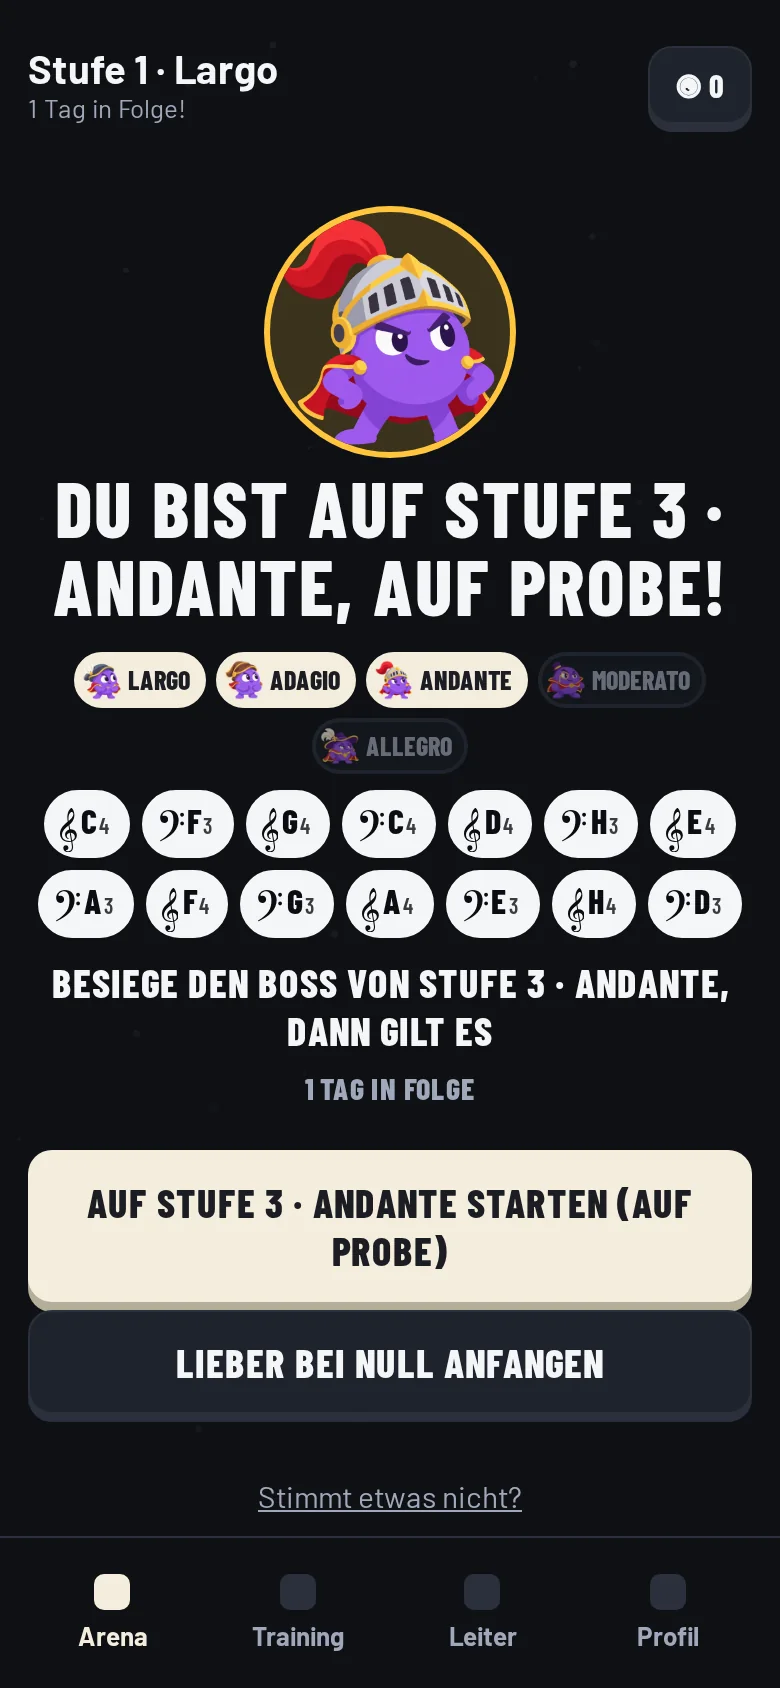 Stufe 1 · Largo
1 Tag in Folge!
0
DU BIST AUF STUFE 3 ·
ANDANTE, AUF PROBE!
LARGO ADAGIO ANDANTE MODERATO
ALLEGRO
𝄞C4 𝄢F3 𝄞G4 𝄢C4 𝄞D4 𝄢H3 𝄞E4
𝄢A3 𝄞F4 𝄢G3 𝄞A4 𝄢E3 𝄞H4 𝄢D3
BESIEGE DEN BOSS VON STUFE 3 · ANDANTE,
DANN GILT ES
1 TAG IN FOLGE
AUF STUFE 3 · ANDANTE STARTEN (AUF
PROBE)
LIEBER BEI NULL ANFANGEN
Stimmt etwas nicht?
Arena Training Leiter Profil